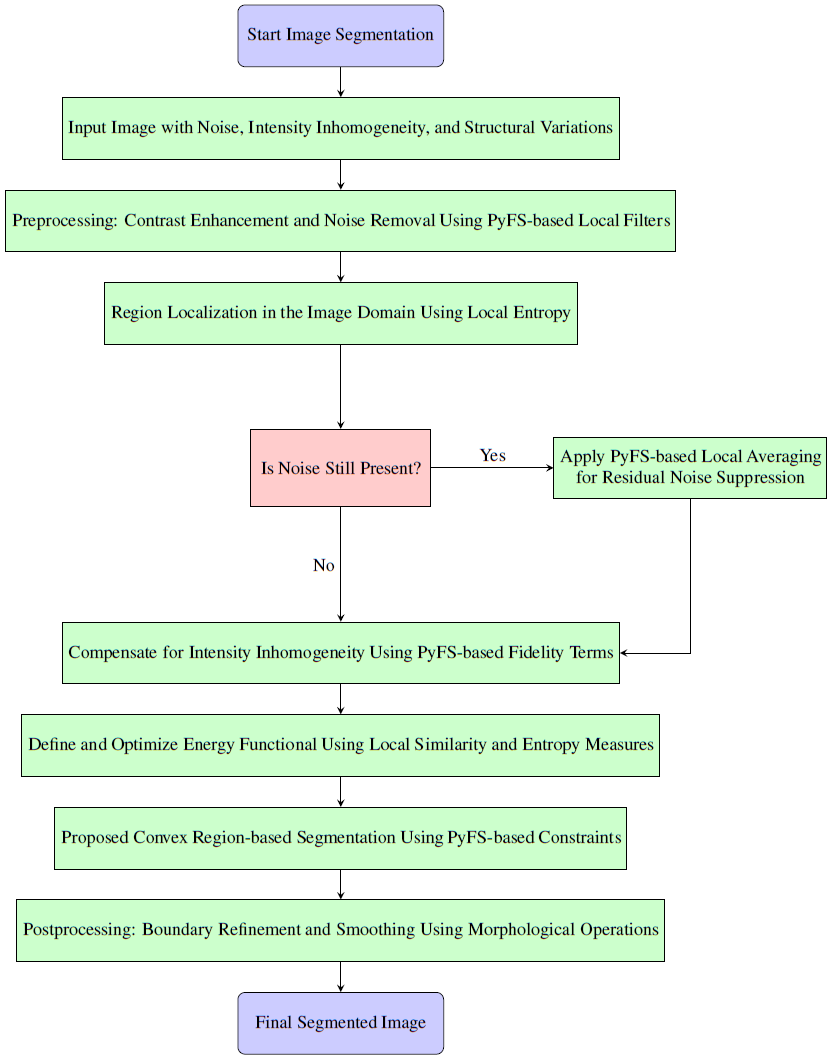 Start Image Segmentation
Input Image with Noise, Intensity Inhomogeneity, and Structural Variations
Preprocessing: Contrast Enhancement and Noise Removal Using PyFS-based Local Filters
Region Localization in the Image Domain Using Local Entropy
Is Noise Still Present?
Yes
Apply PyFS-based Local Averaging
for Residual Noise Suppression
No
Compensate for Intensity Inhomogeneity Using PyFS-based Fidelity Terms
Define and Optimize Energy Functional Using Local Similarity and Entropy Measures
Proposed Convex Region-based Segmentation Using PyFS-based Constraints
Postprocessing: Boundary Refinement and Smoothing Using Morphological Operations
Final Segmented Image